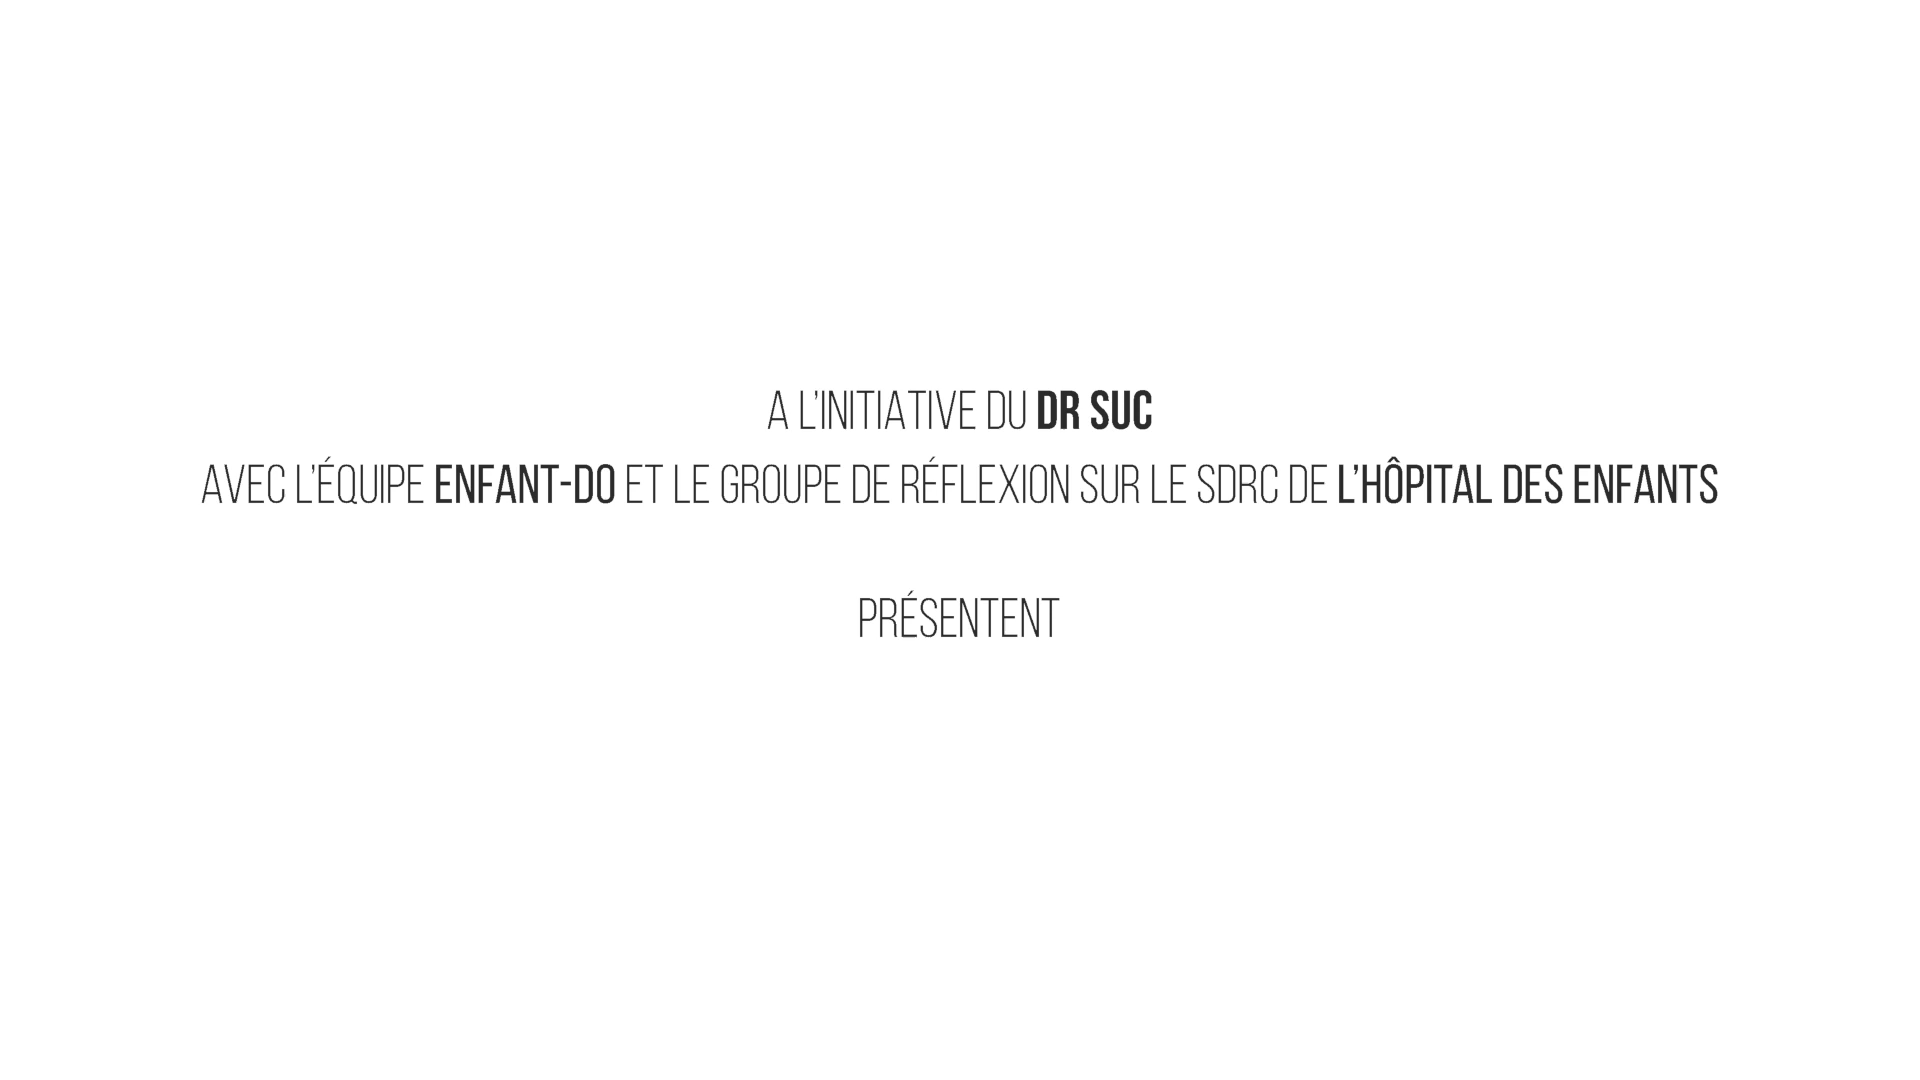 A L’INITIATIVE DU DR SUC
AVEC L’ÉQUIPE ENFANT-DO ET LE GROUPE DE RÉFLEXION SUR LE SDRC DE L’HÔPITAL DES ENFANTS
PRÉSENTENT